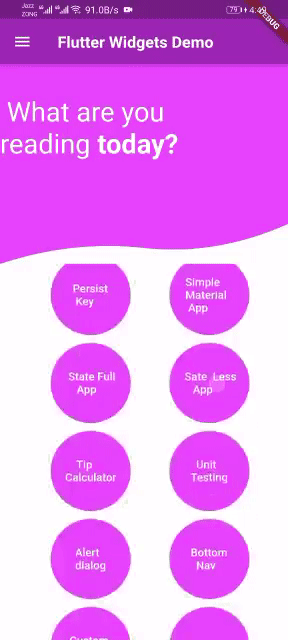 Jazz
ZONG 91.0B/s 79 4:4
DEBUG
Flutter Widgets Demo
What are you
reading today?
Persist
Key
Simple
Material
App
State Full
App
Sate Less
App
Tip
Calculator
Unit
Testing
Alert
dialog
Bottom
Nav
Custom